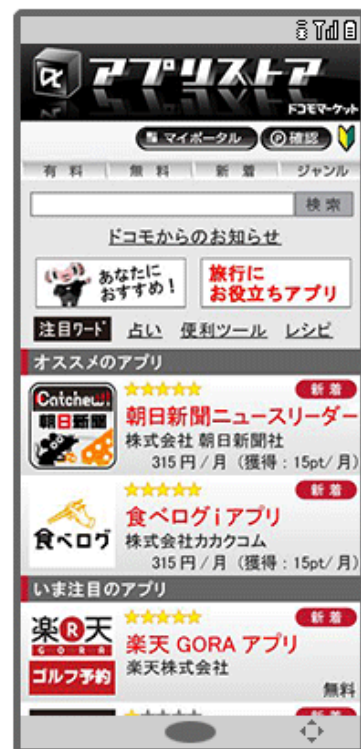 アプリストア
ドコモマーケット
マイポータル P確認
有料 無料 新着 ジャンル
検索
ドコモからのお知らせ
あなたに
おすすめ!
旅行に
お役立ちアプリ
注目ワード 占い 便利ツール レシピ
オススメのアプリ
Catchew!
朝日新聞
新着
朝日新聞ニュースリーダー
株式会社 朝日新聞社
315円/月(獲得:15pt/月)
食べログ
新着
食べログiアプリ
株式会社カカクコム
315円/月(獲得:15pt/月)
いま注目のアプリ
楽R天
GORA
ゴルフ予約
新着
楽天 GORA アプリ
楽天株式会社
無料
新着